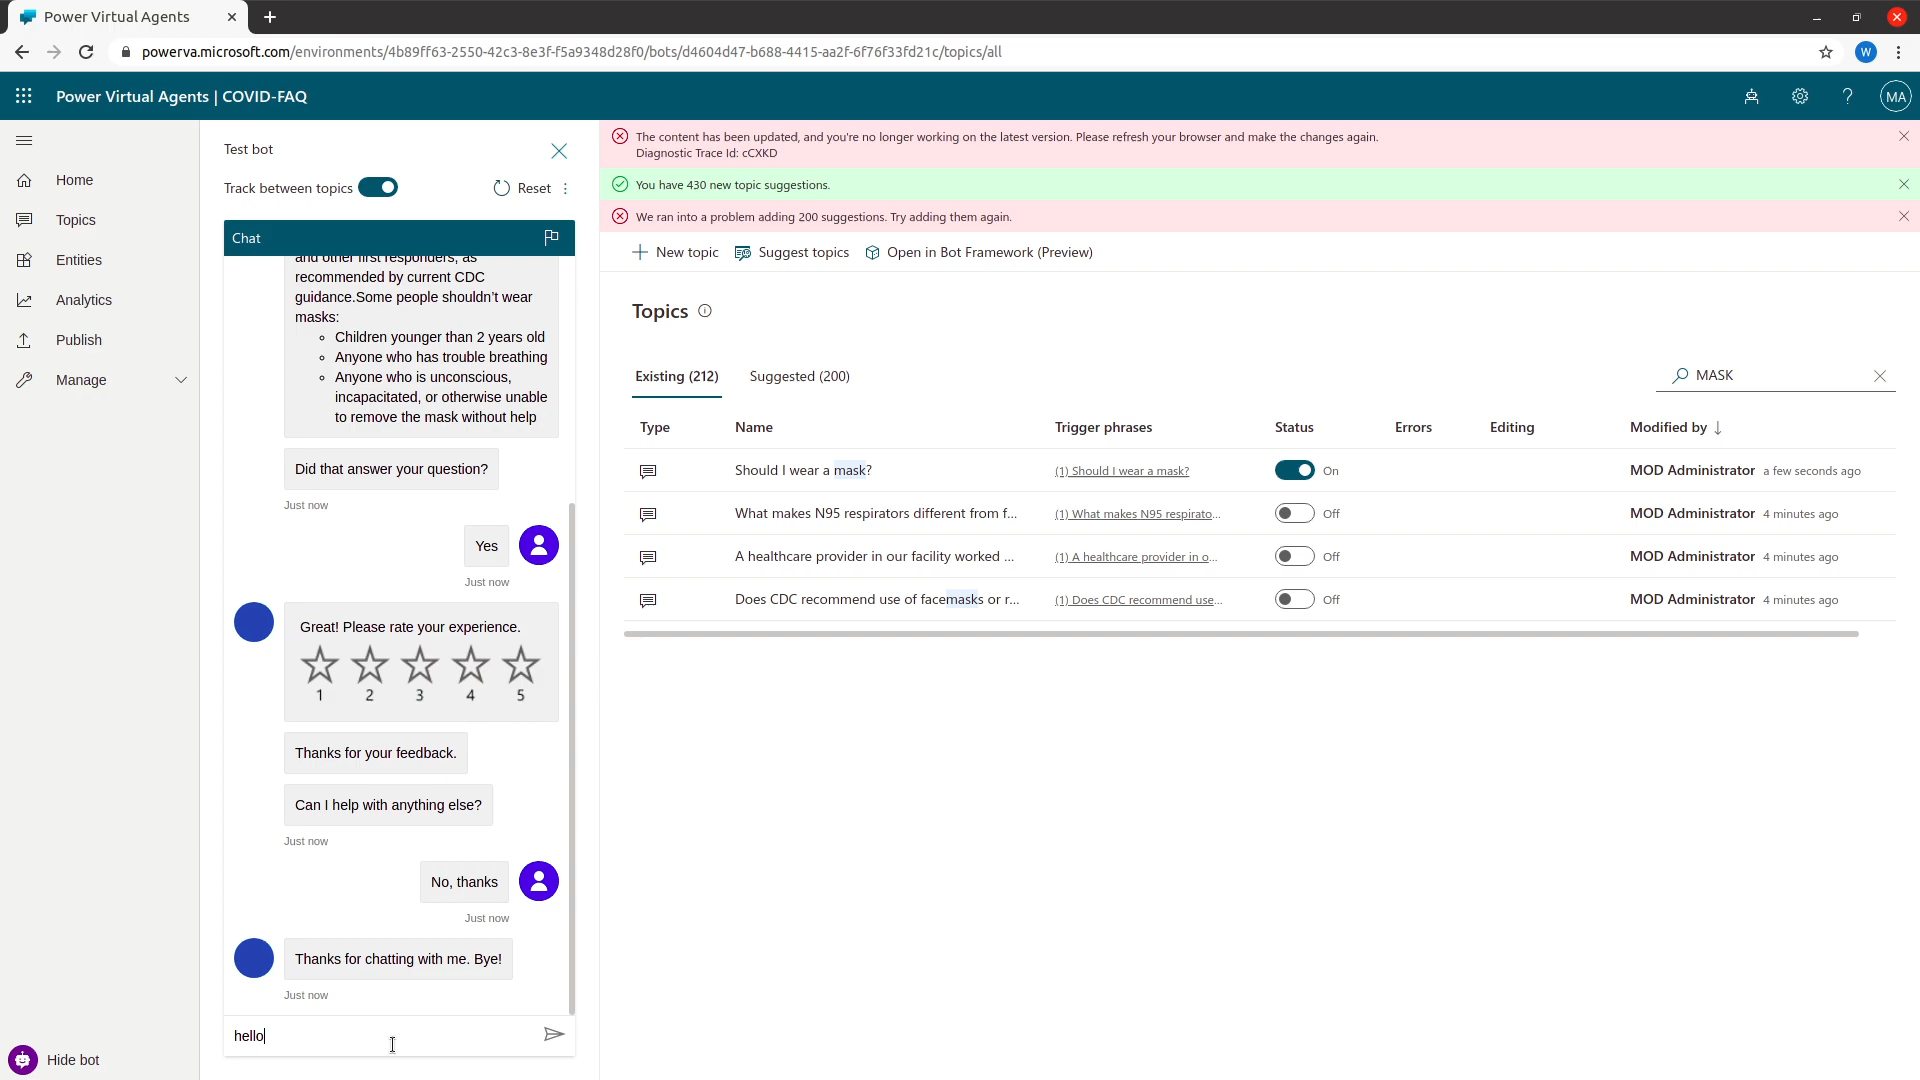 Power Virtual Agents
powerva.microsoft.com/environments/4b89ff63-2550-42c3-8e3f-f5a9348d28f0/bots/d4604d47-b688-4415-aa2f-6f76f33fd21c/topics/all
W
Power Virtual Agents | COVID-FAQ
MA
Home
Topics
Entities
Analytics
Publish
Manage
Hide bot
Test bot
Track between topics
Reset
Chat
and other first responders, as
recommended by current CDC
guidance.Some people shouldn't wear
masks:
Children younger than 2 years old
Anyone who has trouble breathing
Anyone who is unconscious,
incapacitated, or otherwise unable
to remove the mask without help
Did that answer your question?
Just now
Yes
Just now
Great! Please rate your experience.
1 2 3 4 5
Thanks for your feedback.
Can I help with anything else?
Just now
No, thanks
Just now
Thanks for chatting with me. Bye!
Just now
hello
The content has been updated, and you're no longer working on the latest version. Please refresh your browser and make the changes again.
Diagnostic Trace Id: cCXKD
You have 430 new topic suggestions.
We ran into a problem adding 200 suggestions. Try adding them again.
New topic Suggest topics Open in Bot Framework (Preview)
Topics
Existing (212) Suggested (200) MASK
Type Name Trigger phrases Status Errors Editing Modified by
Should I wear a mask? (1) Should I wear a mask? On MOD Administrator a few seconds ago
What makes N95 respirators different from f... (1) What makes N95 respirato... Off MOD Administrator 4 minutes ago
A healthcare provider in our facility worked ... (1) A healthcare provider in o... Off MOD Administrator 4 minutes ago
Does CDC recommend use of facemasks or r... (1) Does CDC recommend use... Off MOD Administrator 4 minutes ago